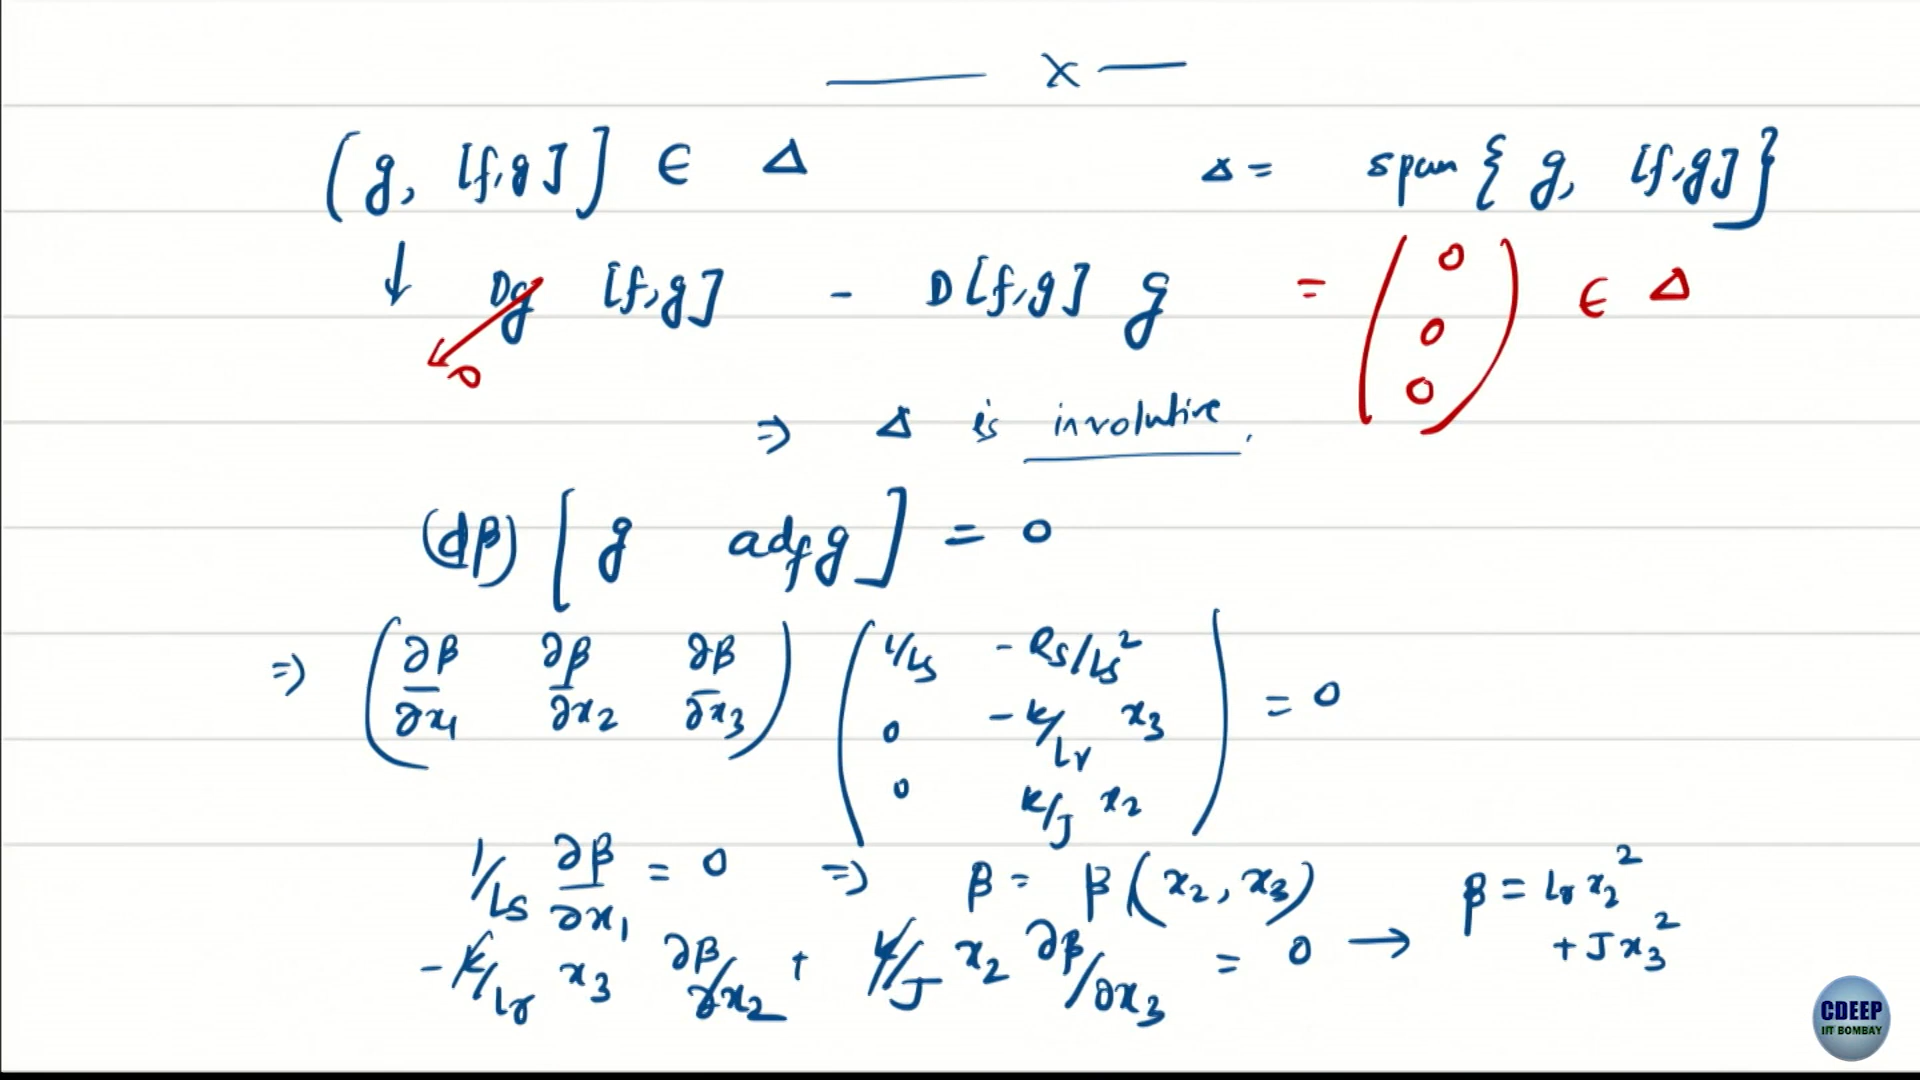 — x —
[g, [f,g]] ∈ Δ Δ = span { g, [f,g] }
↓ Dg [f,g] - D[f,g] g = ( 0 0 0 ) ∈ Δ
0
⇒ Δ is involutive.
(dβ) [ g ad_f g ] = 0
⇒ ( ∂β/∂x₁ ∂β/∂x₂ ∂β/∂x₃ ) ( 1/Ls -Rs/Ls² ; 0 -k/Lr x₃ ; 0 k/J x₂ ) = 0
1/Ls ∂β/∂x₁ = 0 ⇒ β = β(x₂, x₃) β = Lr x₂² + J x₃²
-k/Lr x₃ ∂β/∂x₂ + k/J x₂ ∂β/∂x₃ = 0 →
CDEEP
IIT BOMBAY